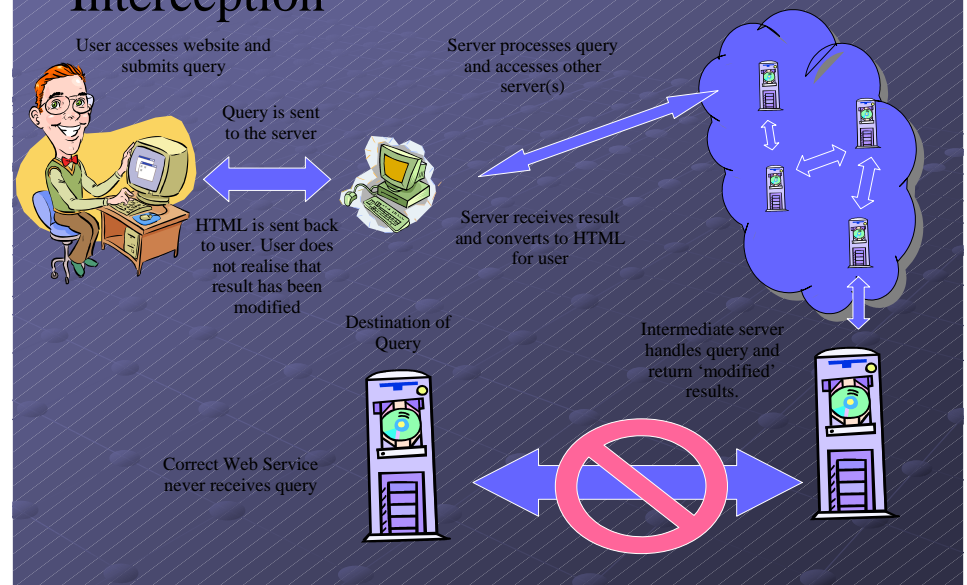 Interception
User accesses website and
submits query
Server processes query
and accesses other
server(s)
Query is sent
to the server
HTML is sent back
to user. User does
not realise that
result has been
modified
Server receives result
and converts to HTML
for user
Destination of
Query
Intermediate server
handles query and
return ‘modified’
results.
Correct Web Service
never receives query